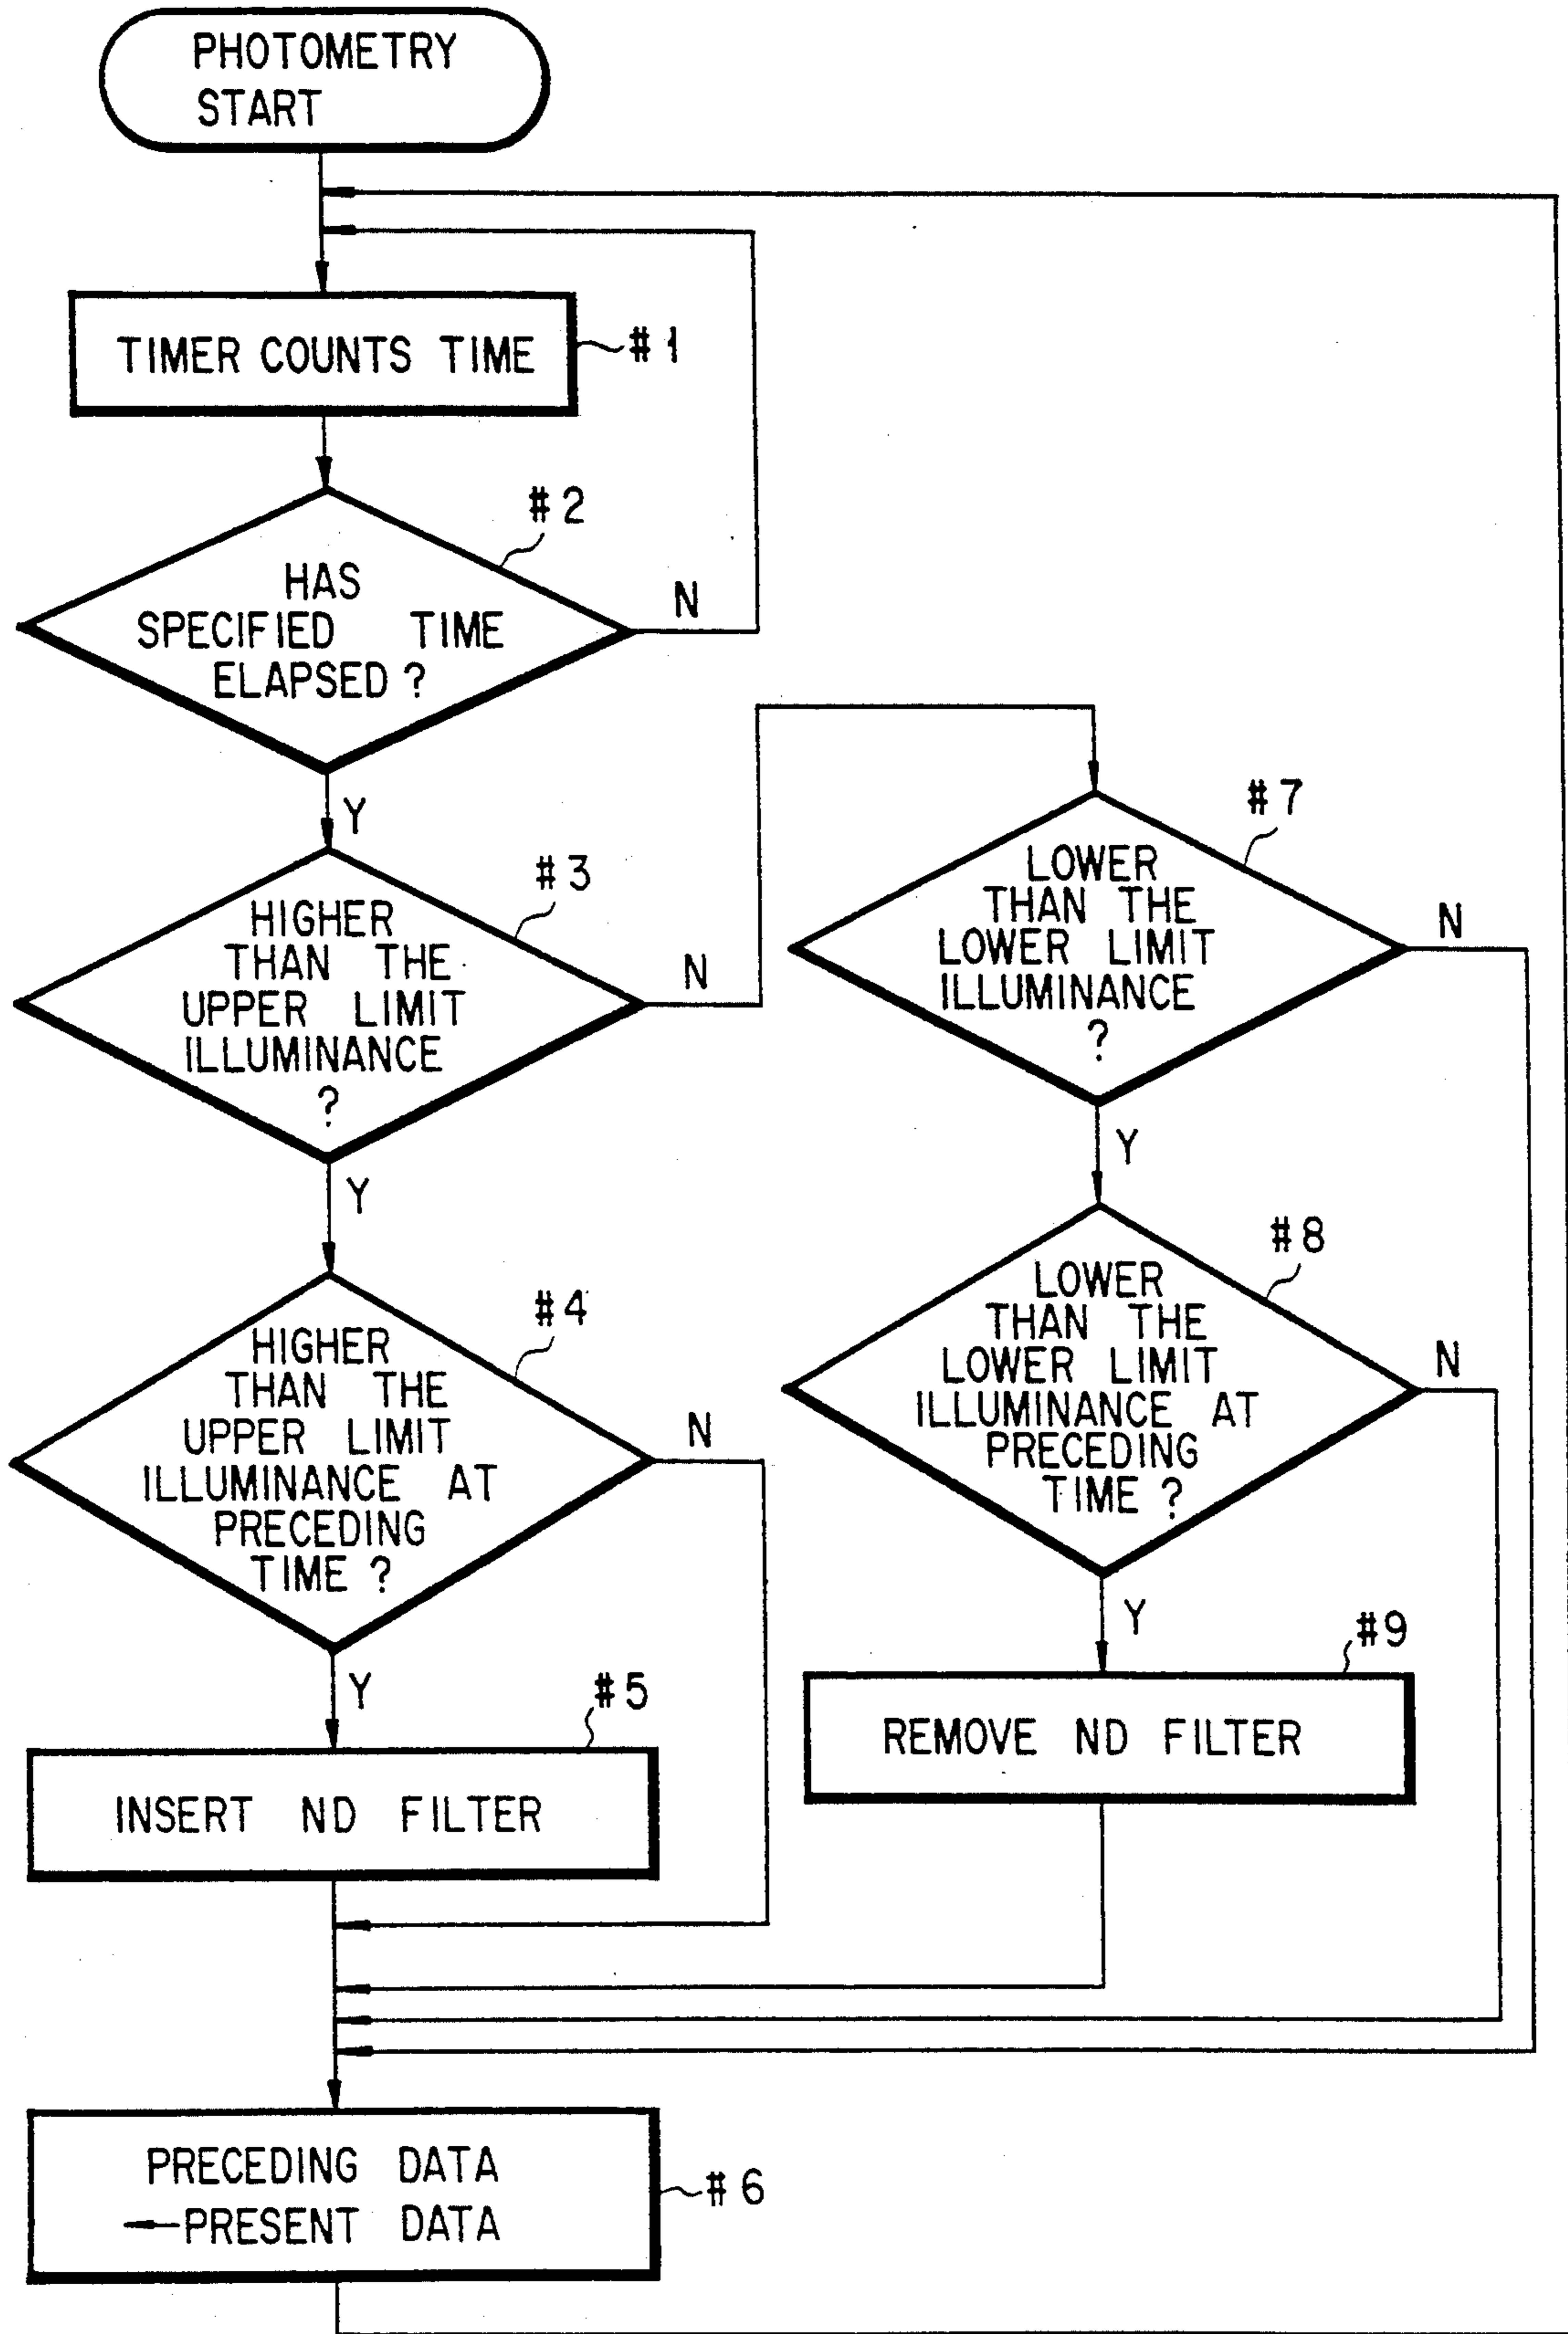 PHOTOMETRY
START
TIMER COUNTS TIME
#1
#2
HAS
SPECIFIED TIME
ELAPSED ?
N
Y
#3
HIGHER
THAN THE
UPPER LIMIT
ILLUMINANCE
?
N
Y
#4
HIGHER
THAN THE
UPPER LIMIT
ILLUMINANCE AT
PRECEDING
TIME ?
N
Y
#5
INSERT ND FILTER
#7
LOWER
THAN THE
LOWER LIMIT
ILLUMINANCE
?
N
Y
#8
LOWER
THAN THE
LOWER LIMIT
ILLUMINANCE AT
PRECEDING
TIME ?
N
Y
#9
REMOVE ND FILTER
PRECEDING DATA
←PRESENT DATA
#6